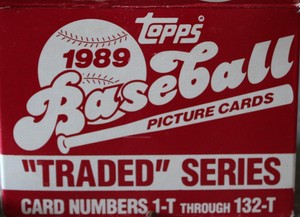 Topps
1989
Baseball
PICTURE CARDS
"TRADED" SERIES
CARD NUMBERS 1-T THROUGH 132-T